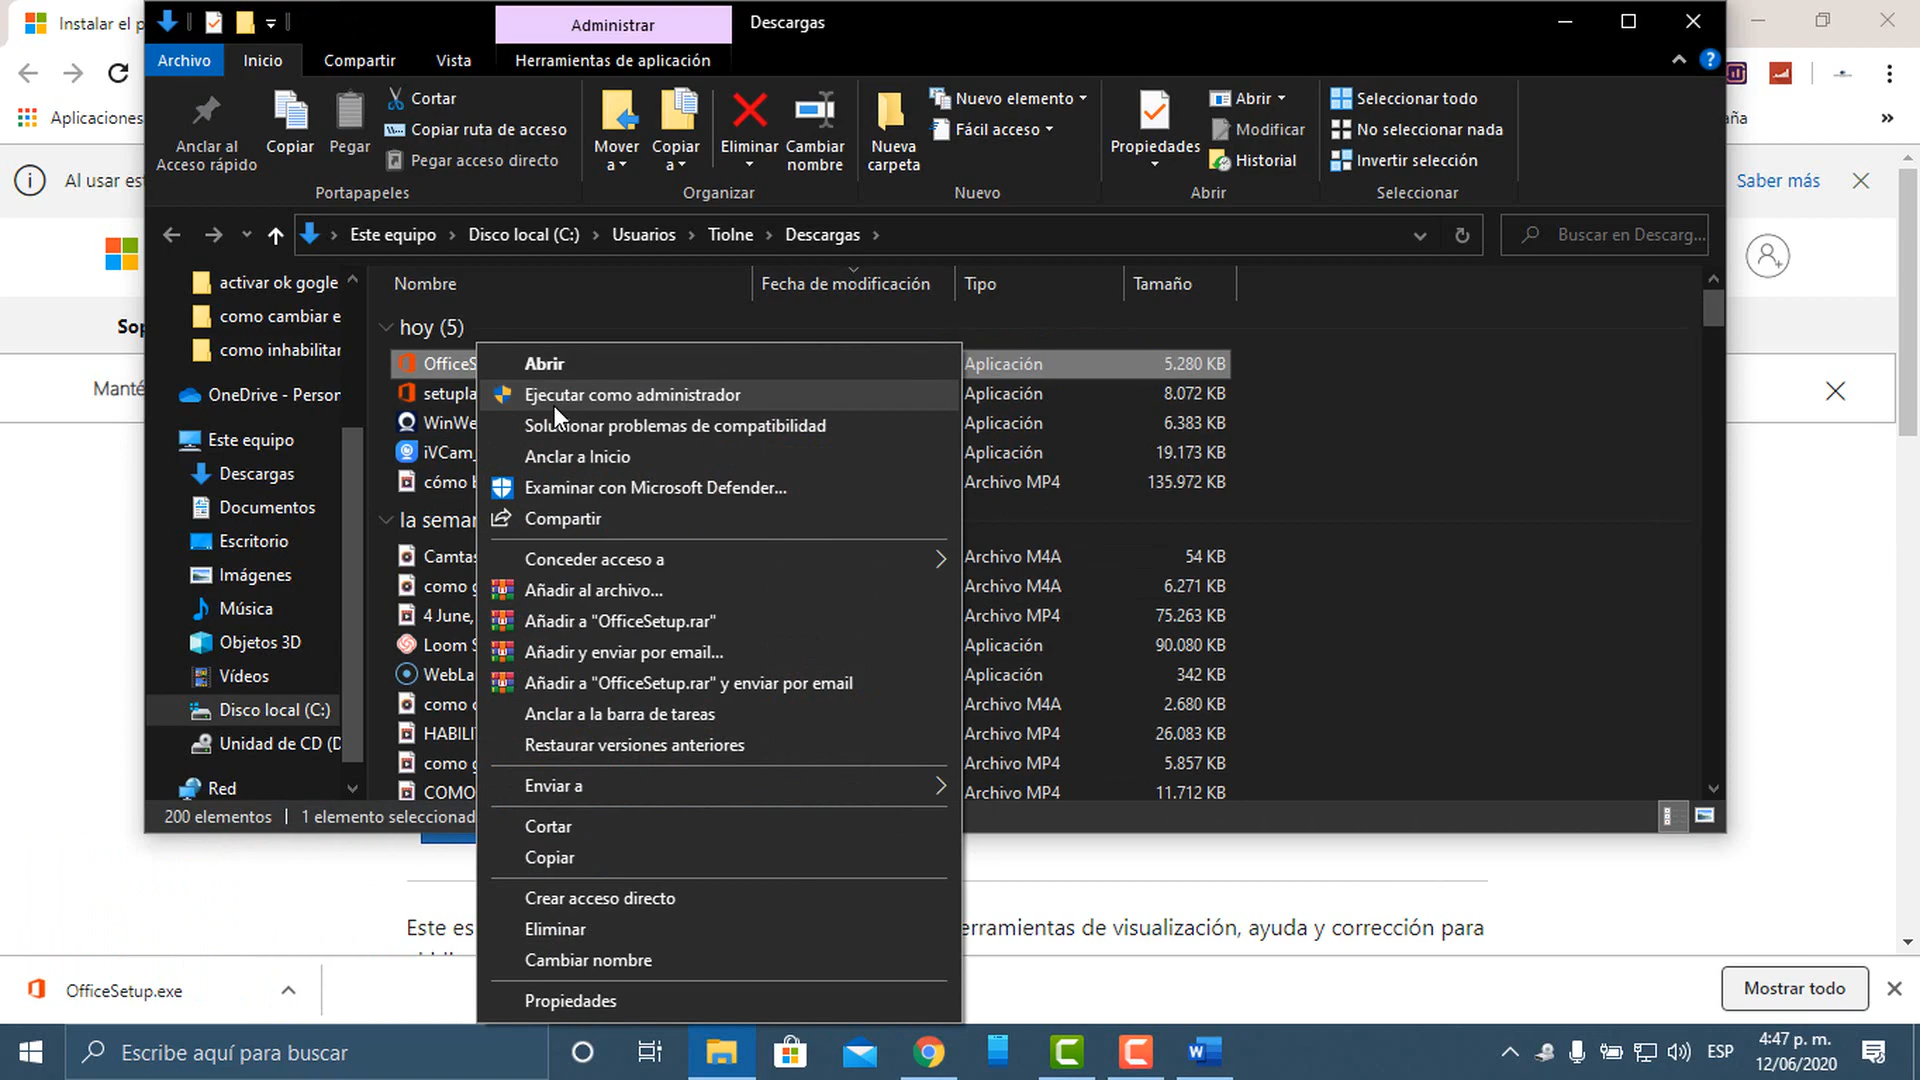 Instalar el p
Administrar
Descargas
Archivo
Inicio
Compartir
Vista
Herramientas de aplicación
Aplicaciones
Anclar al
Acceso rápido
Copiar
Pegar
Cortar
Copiar ruta de acceso
Pegar acceso directo
Portapapeles
Mover
a
Copiar
a
Eliminar
Cambiar
nombre
Organizar
Nueva
carpeta
Nuevo elemento
Fácil acceso
Nuevo
Propiedades
Abrir
Modificar
Historial
Abrir
Seleccionar todo
No seleccionar nada
Invertir selección
Seleccionar
aña
»
Al usar est
Saber más
Este equipo
Disco local (C:)
Usuarios
TioIne
Descargas
Buscar en Descarg...
Sop
Manté
activar ok gogle
como cambiar e
como inhabilitar
OneDrive - Person
Este equipo
Descargas
Documentos
Escritorio
Imágenes
Música
Objetos 3D
Vídeos
Disco local (C:)
Unidad de CD (D
Red
Nombre
Fecha de modificación
Tipo
Tamaño
hoy (5)
OfficeS
Aplicación
5.280 KB
setupla
Aplicación
8.072 KB
WinWe
Aplicación
6.383 KB
iVCam_
Aplicación
19.173 KB
cómo b
Archivo MP4
135.972 KB
la seman
Camtas
Archivo M4A
54 KB
como g
Archivo M4A
6.271 KB
4 June,
Archivo MP4
75.263 KB
Loom S
Aplicación
90.080 KB
WebLa
Aplicación
342 KB
como c
Archivo M4A
2.680 KB
HABILI
Archivo MP4
26.083 KB
como g
Archivo MP4
5.857 KB
COMO
Archivo MP4
11.712 KB
Abrir
Ejecutar como administrador
Solucionar problemas de compatibilidad
Anclar a Inicio
Examinar con Microsoft Defender...
Compartir
Conceder acceso a
Añadir al archivo...
Añadir a "OfficeSetup.rar"
Añadir y enviar por email...
Añadir a "OfficeSetup.rar" y enviar por email
Anclar a la barra de tareas
Restaurar versiones anteriores
Enviar a
Cortar
Copiar
Crear acceso directo
Eliminar
Cambiar nombre
Propiedades
200 elementos
1 elemento seleccionad
Este es
erramientas de visualización, ayuda y corrección para
OfficeSetup.exe
Mostrar todo
Escribe aquí para buscar
ESP
4:47 p. m.
12/06/2020